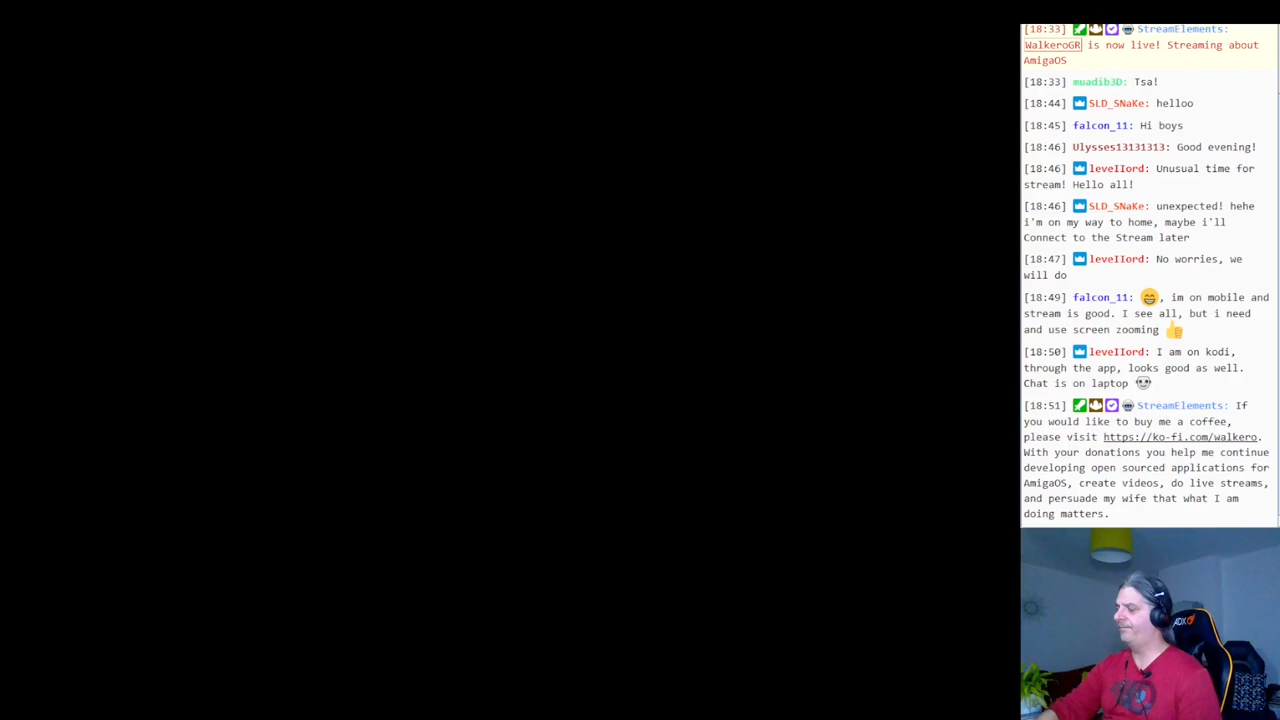 [18:33] StreamElements:
WalkeroGR is now live! Streaming about
AmigaOS
[18:33] muadib3D: Tsa!
[18:44] SLD_SNaKe: helloo
[18:45] falcon_11: Hi boys
[18:46] Ulysses13131313: Good evening!
[18:46] leveIIord: Unusual time for
stream! Hello all!
[18:46] SLD_SNaKe: unexpected! hehe
i'm on my way to home, maybe i'll
Connect to the Stream later
[18:47] leveIIord: No worries, we
will do
[18:49] falcon_11: 😁, im on mobile and
stream is good. I see all, but i need
and use screen zooming 👍
[18:50] leveIIord: I am on kodi,
through the app, looks good as well.
Chat is on laptop
[18:51] StreamElements: If
you would like to buy me a coffee,
please visit https://ko-fi.com/walkero.
With your donations you help me continue
developing open sourced applications for
AmigaOS, create videos, do live streams,
and persuade my wife that what I am
doing matters.
ADX